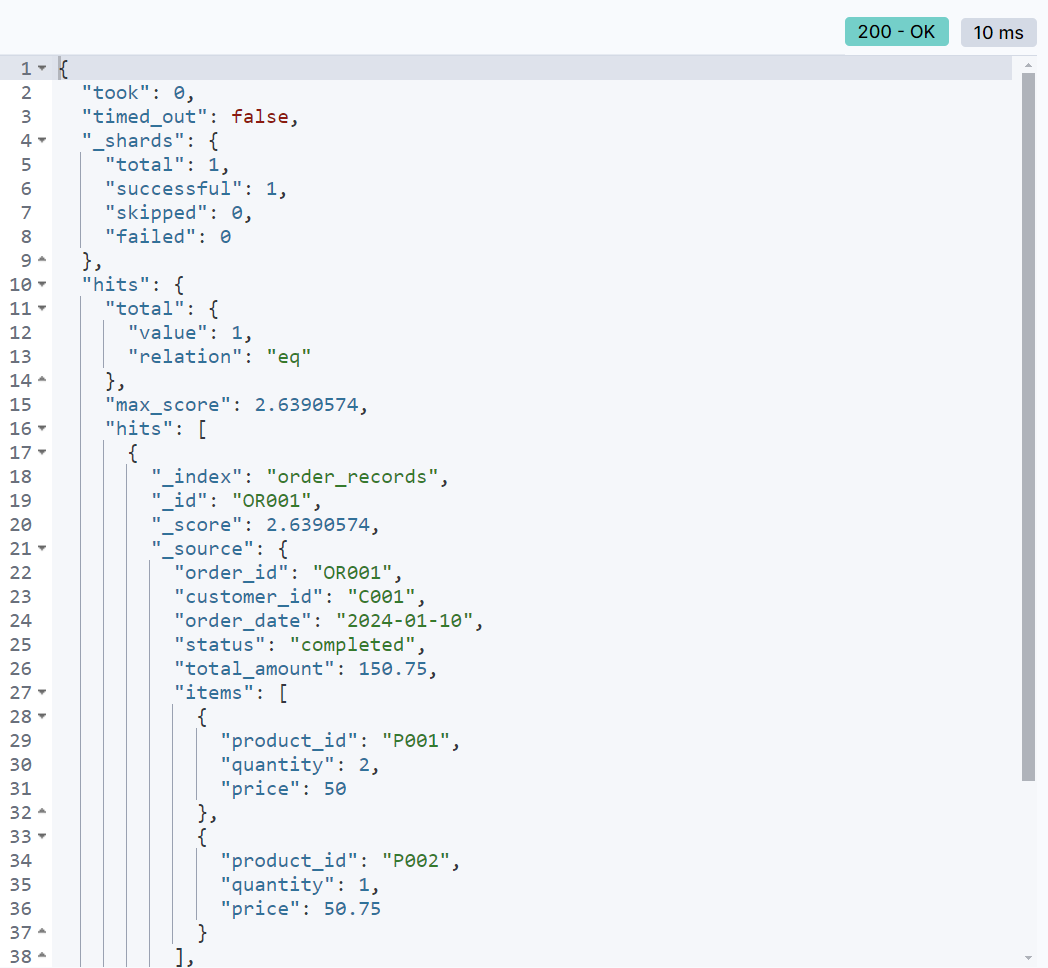 200 - OK 10 ms
1 {
2 "took": 0,
3 "timed_out": false,
4 "_shards": {
5 "total": 1,
6 "successful": 1,
7 "skipped": 0,
8 "failed": 0
9 },
10 "hits": {
11 "total": {
12 "value": 1,
13 "relation": "eq"
14 },
15 "max_score": 2.6390574,
16 "hits": [
17 {
18 "_index": "order_records",
19 "_id": "OR001",
20 "_score": 2.6390574,
21 "_source": {
22 "order_id": "OR001",
23 "customer_id": "C001",
24 "order_date": "2024-01-10",
25 "status": "completed",
26 "total_amount": 150.75,
27 "items": [
28 {
29 "product_id": "P001",
30 "quantity": 2,
31 "price": 50
32 },
33 {
34 "product_id": "P002",
35 "quantity": 1,
36 "price": 50.75
37 }
38 ],